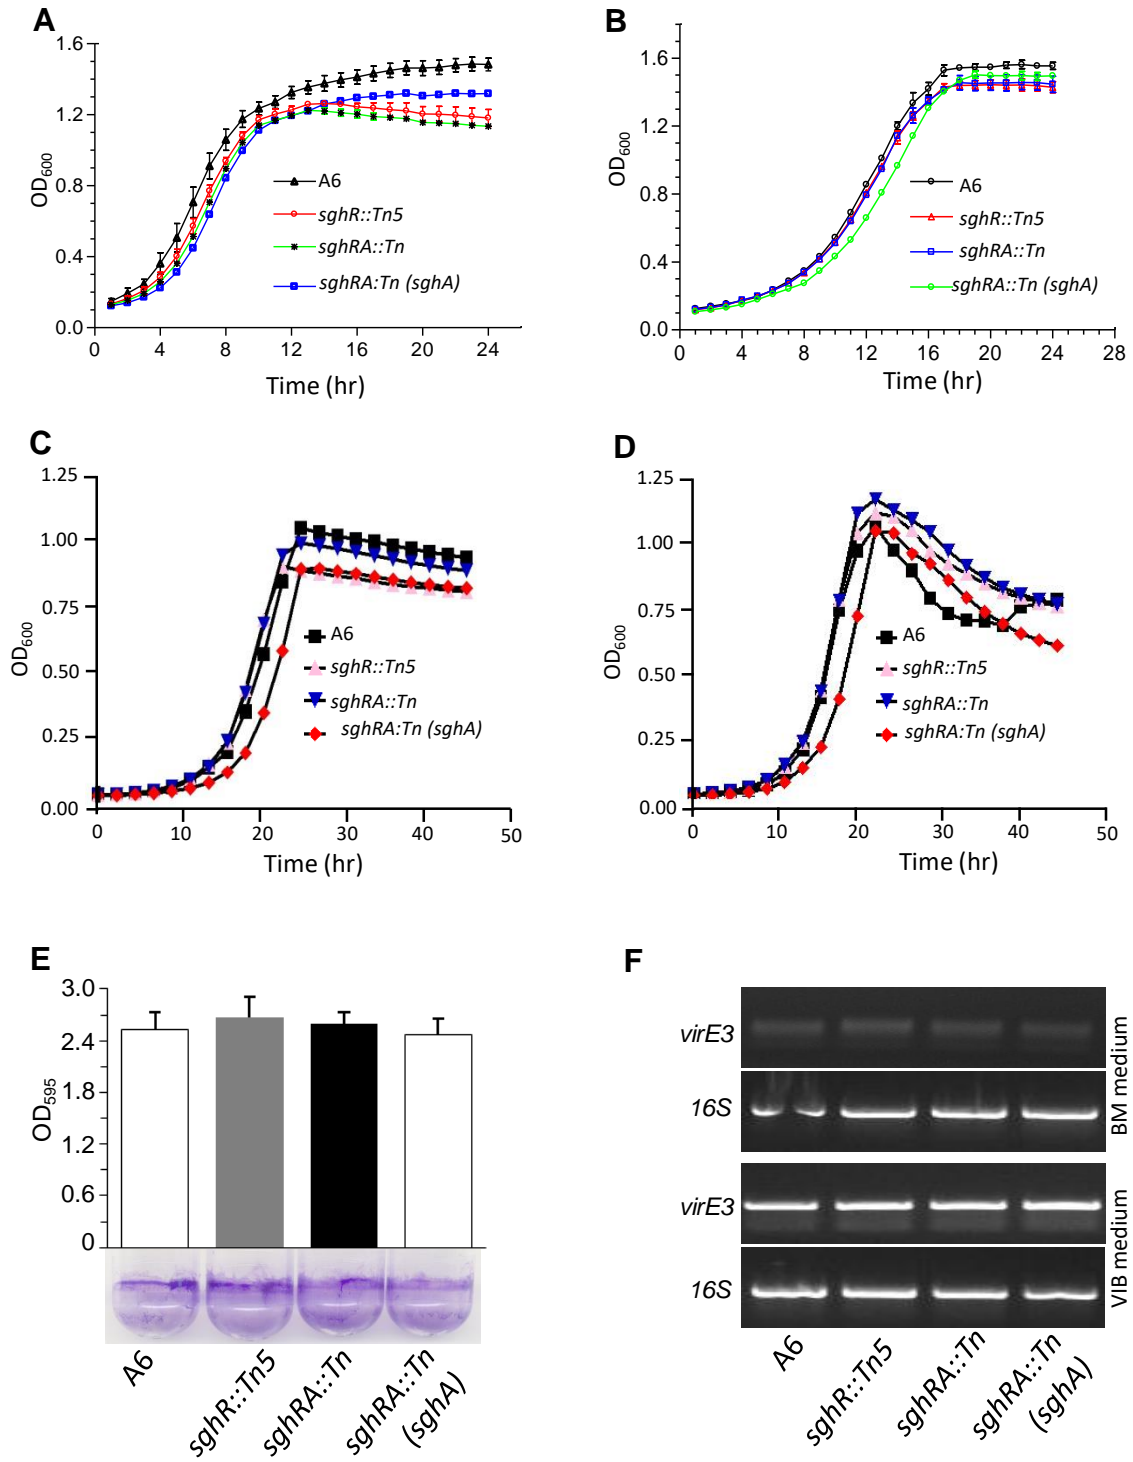 A
1.6
1.2
0.8
0.4
0.0
OD600
A6
sghR::Tn5
sghRA::Tn
sghRA:Tn (sghA)
0 4 8 12 16 20 24
Time (hr)
B
1.6
1.2
0.8
0.4
0.0
OD600
A6
sghR::Tn5
sghRA::Tn
sghRA::Tn (sghA)
0 4 8 12 16 20 24 28
Time (hr)
C
1.25
1.00
0.75
0.50
0.25
0.00
OD600
A6
sghR::Tn5
sghRA::Tn
sghRA:Tn (sghA)
0 10 20 30 40 50
Time (hr)
D
1.25
1.00
0.75
0.50
0.25
0.00
OD600
A6
sghR::Tn5
sghRA::Tn
sghRA:Tn (sghA)
0 10 20 30 40 50
Time (hr)
E
3.0
2.4
1.8
1.2
0.6
0
OD595
A6
sghR::Tn5
sghRA::Tn
sghRA::Tn
(sghA)
F
virE3
16S
BM medium
virE3
16S
VIB medium
A6
sghR::Tn5
sghRA::Tn
sghRA::Tn
(sghA)